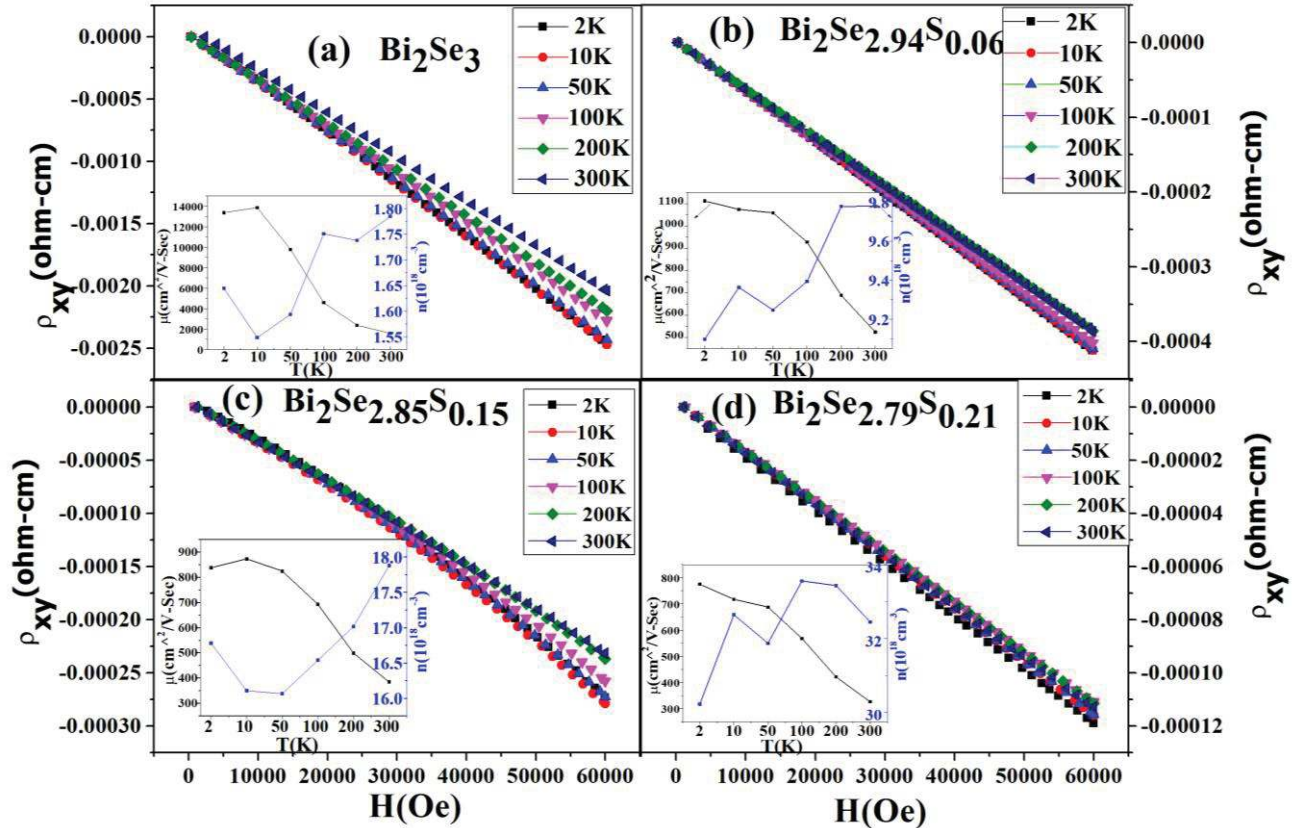 (a) Bi2Se3
2K
10K
50K
100K
200K
300K
0.0000
-0.0005
-0.0010
-0.0015
-0.0020
-0.0025
ρxy(ohm-cm)
14000
12000
10000
8000
6000
4000
2000
0
μ(cm^2/V-Sec)
1.80
1.75
1.70
1.65
1.60
1.55
n(10^18 cm^-3)
2 10 50 100 200 300
T(K)
(b) Bi2Se2.94S0.06
2K
10K
50K
100K
200K
300K
0.0000
-0.0001
-0.0002
-0.0003
-0.0004
ρxy(ohm-cm)
1100
1000
900
800
700
600
500
μ(cm^2/V-Sec)
9.8
9.6
9.4
9.2
n(10^18 cm^-3)
2 10 50 100 200 300
T(K)
(c) Bi2Se2.85S0.15
2K
10K
50K
100K
200K
300K
0.00000
-0.00005
-0.00010
-0.00015
-0.00020
-0.00025
-0.00030
ρxy(ohm-cm)
900
800
700
600
500
400
300
μ(cm^2/V-Sec)
18.0
17.5
17.0
16.5
16.0
n(10^18 cm^-3)
2 10 50 100 200 300
T(K)
0 10000 20000 30000 40000 50000 60000
H(Oe)
(d) Bi2Se2.79S0.21
2K
10K
50K
100K
200K
300K
0.00000
-0.00002
-0.00004
-0.00006
-0.00008
-0.00010
-0.00012
ρxy(ohm-cm)
800
700
600
500
400
300
μ(cm^2/V-Sec)
34
32
30
n(10^18 cm^-3)
2 10 50 100 200 300
T(K)
0 10000 20000 30000 40000 50000 60000
H(Oe)